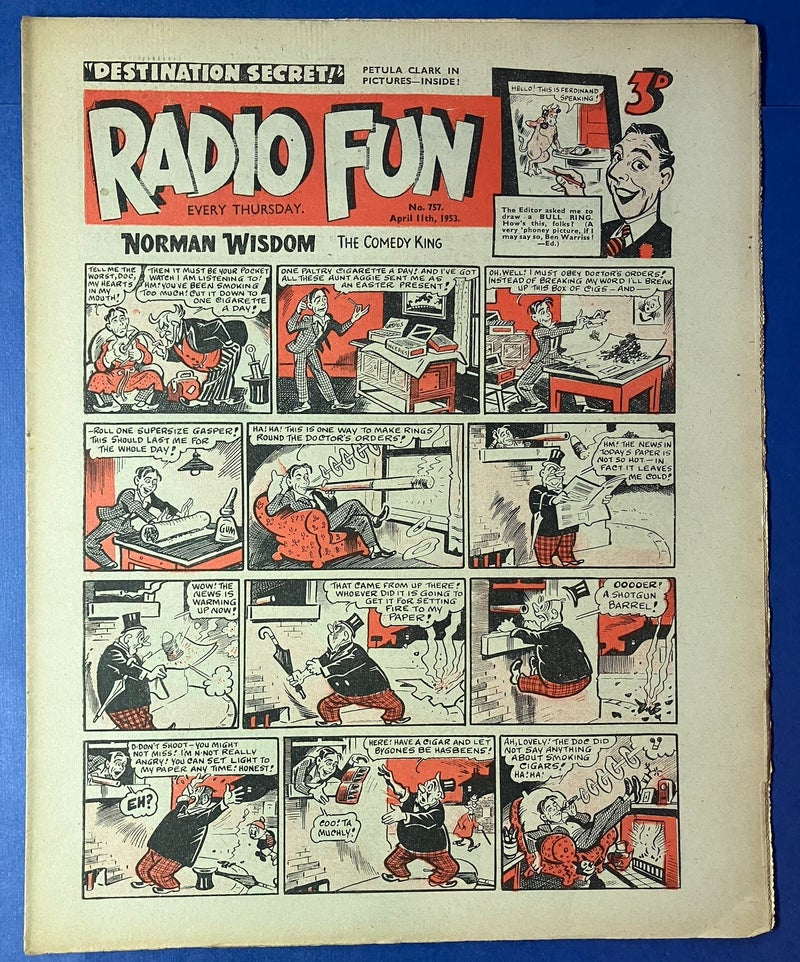 "DESTINATION SECRET!"
PETULA CLARK IN
PICTURES—INSIDE!
HELLO! THIS IS FERDINAND
SPEAKING!
3D
RADIO FUN
EVERY THURSDAY.
No. 757.
April 11th, 1953.
The Editor asked me to
draw a BULL RING.
How's this, folks? (A
very 'phoney picture, if I
may say so, Ben Warriss!
—Ed.)
NORMAN WISDOM THE COMEDY KING
TELL ME THE
WORST, DOC,
MY HEARTS
IN MY
MOUTH!
THEN IT MUST BE YOUR POCKET
WATCH I AM LISTENING TO!
HM! YOU'VE BEEN SMOKING
TOO MUCH! CUT IT DOWN TO
ONE CIGARETTE
A DAY!
ONE PALTRY CIGARETTE A DAY! AND I'VE GOT
ALL THESE AUNT AGGIE SENT ME AS
AN EASTER PRESENT!
OH, WELL! I MUST OBEY DOCTOR'S ORDERS!
INSTEAD OF BREAKING MY WORD I'LL BREAK
UP THIS BOX OF CIGS—AND—
—ROLL ONE SUPERSIZE GASPER!
THIS SHOULD LAST ME FOR
THE WHOLE DAY!
GUM
HA! HA! THIS IS ONE WAY TO MAKE RINGS
ROUND THE DOCTOR'S ORDERS!
HM! THE NEWS IN
TODAY'S PAPER IS
NOT SO HOT—IN
FACT IT LEAVES
ME COLD!
WOW! THE
NEWS IS
WARMING
UP NOW!
THAT CAME FROM UP THERE!
WHOEVER DID IT IS GOING TO
GET IT FOR SETTING
FIRE TO MY
PAPER!
OOOOER!
A SHOTGUN
BARREL!
D-DON'T SHOOT—YOU MIGHT
NOT MISS! I'M N-NOT REALLY
ANGRY! YOU CAN SET LIGHT TO
MY PAPER ANY TIME! HONEST!
EH?
HERE! HAVE A CIGAR AND LET
BYGONES BE HASBEENS!
COO! TA
MUCHLY!
AH, LOVELY! THE DOC DID
NOT SAY ANYTHING
ABOUT SMOKING
CIGARS!
HA! HA!